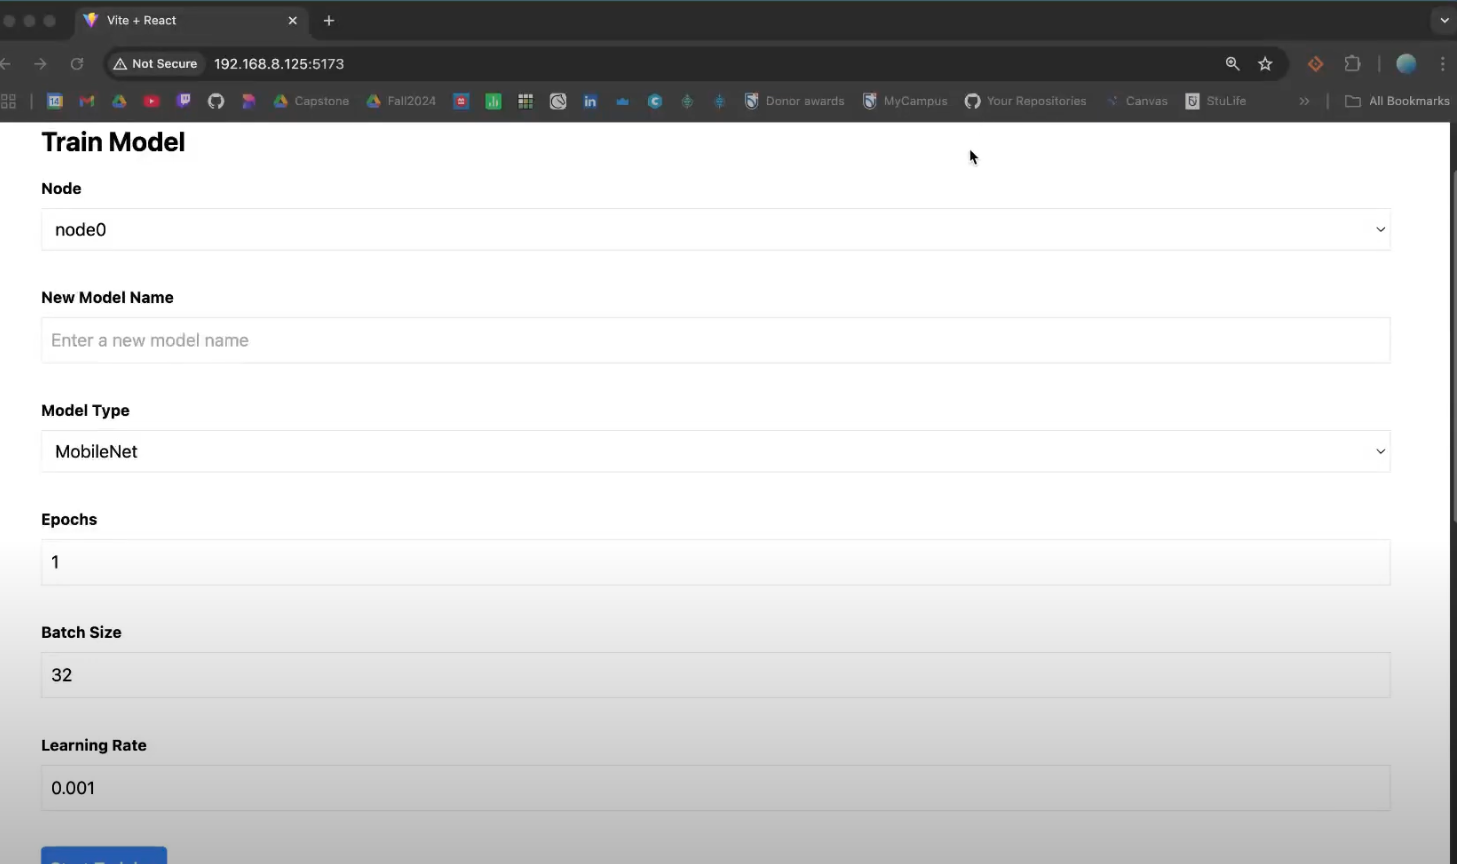 Vite + React
Not Secure 192.168.8.125:5173
14 in C Capstone Fall2024 Donor awards MyCampus Your Repositories Canvas StuLife All Bookmarks
Train Model
Node
node0
New Model Name
Enter a new model name
Model Type
MobileNet
Epochs
1
Batch Size
32
Learning Rate
0.001